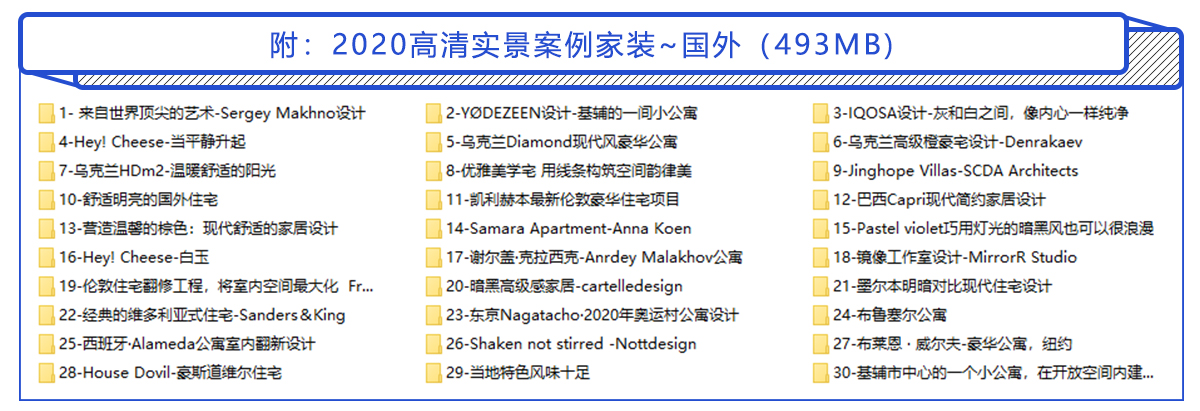 附：2020高清实景案例家装~国外（493MB)
1- 来自世界顶尖的艺术-Sergey Makhno设计
2-YØDEZEEN设计-基辅的一间小公寓
3-IQOSA设计-灰和白之间，像内心一样纯净
4-Hey! Cheese-当平静升起
5-乌克兰Diamond现代风豪华公寓
6-乌克兰高级橙豪宅设计-Denrakaev
7-乌克兰HDm2-温暖舒适的阳光
8-优雅美学宅 用线条构筑空间韵律美
9-Jinghope Villas-SCDA Architects
10-舒适明亮的国外住宅
11-凯利赫本最新伦敦豪华住宅项目
12-巴西Capri现代简约家居设计
13-营造温馨的棕色：现代舒适的家居设计
14-Samara Apartment-Anna Koen
15-Pastel violet巧用灯光的暗黑风也可以很浪漫
16-Hey! Cheese-白玉
17-谢尔盖·克拉西克-Anrdey Malakhov公寓
18-镜像工作室设计-MirrorR Studio
19-伦敦住宅翻修工程，将室内空间最大化 Fr...
20-暗黑高级感家居-cartelledesign
21-墨尔本明暗对比现代住宅设计
22-经典的维多利亚式住宅-Sanders＆King
23-东京Nagatacho·2020年奥运村公寓设计
24-布鲁塞尔公寓
25-西班牙·Alameda公寓室内翻新设计
26-Shaken not stirred -Nottdesign
27-布莱恩·威尔夫-豪华公寓，纽约
28-House Dovil-豪斯道维尔住宅
29-当地特色风味十足
30-基辅市中心的一个小公寓，在开放空间内建...